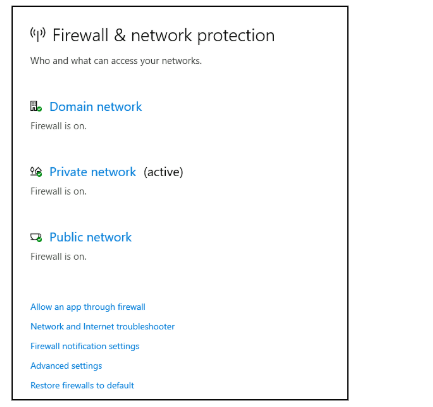 Firewall & network protection
Who and what can access your networks.
Domain network
Firewall is on.
Private network (active)
Firewall is on.
Public network
Firewall is on.
Allow an app through firewall
Network and Internet troubleshooter
Firewall notification settings
Advanced settings
Restore firewalls to default